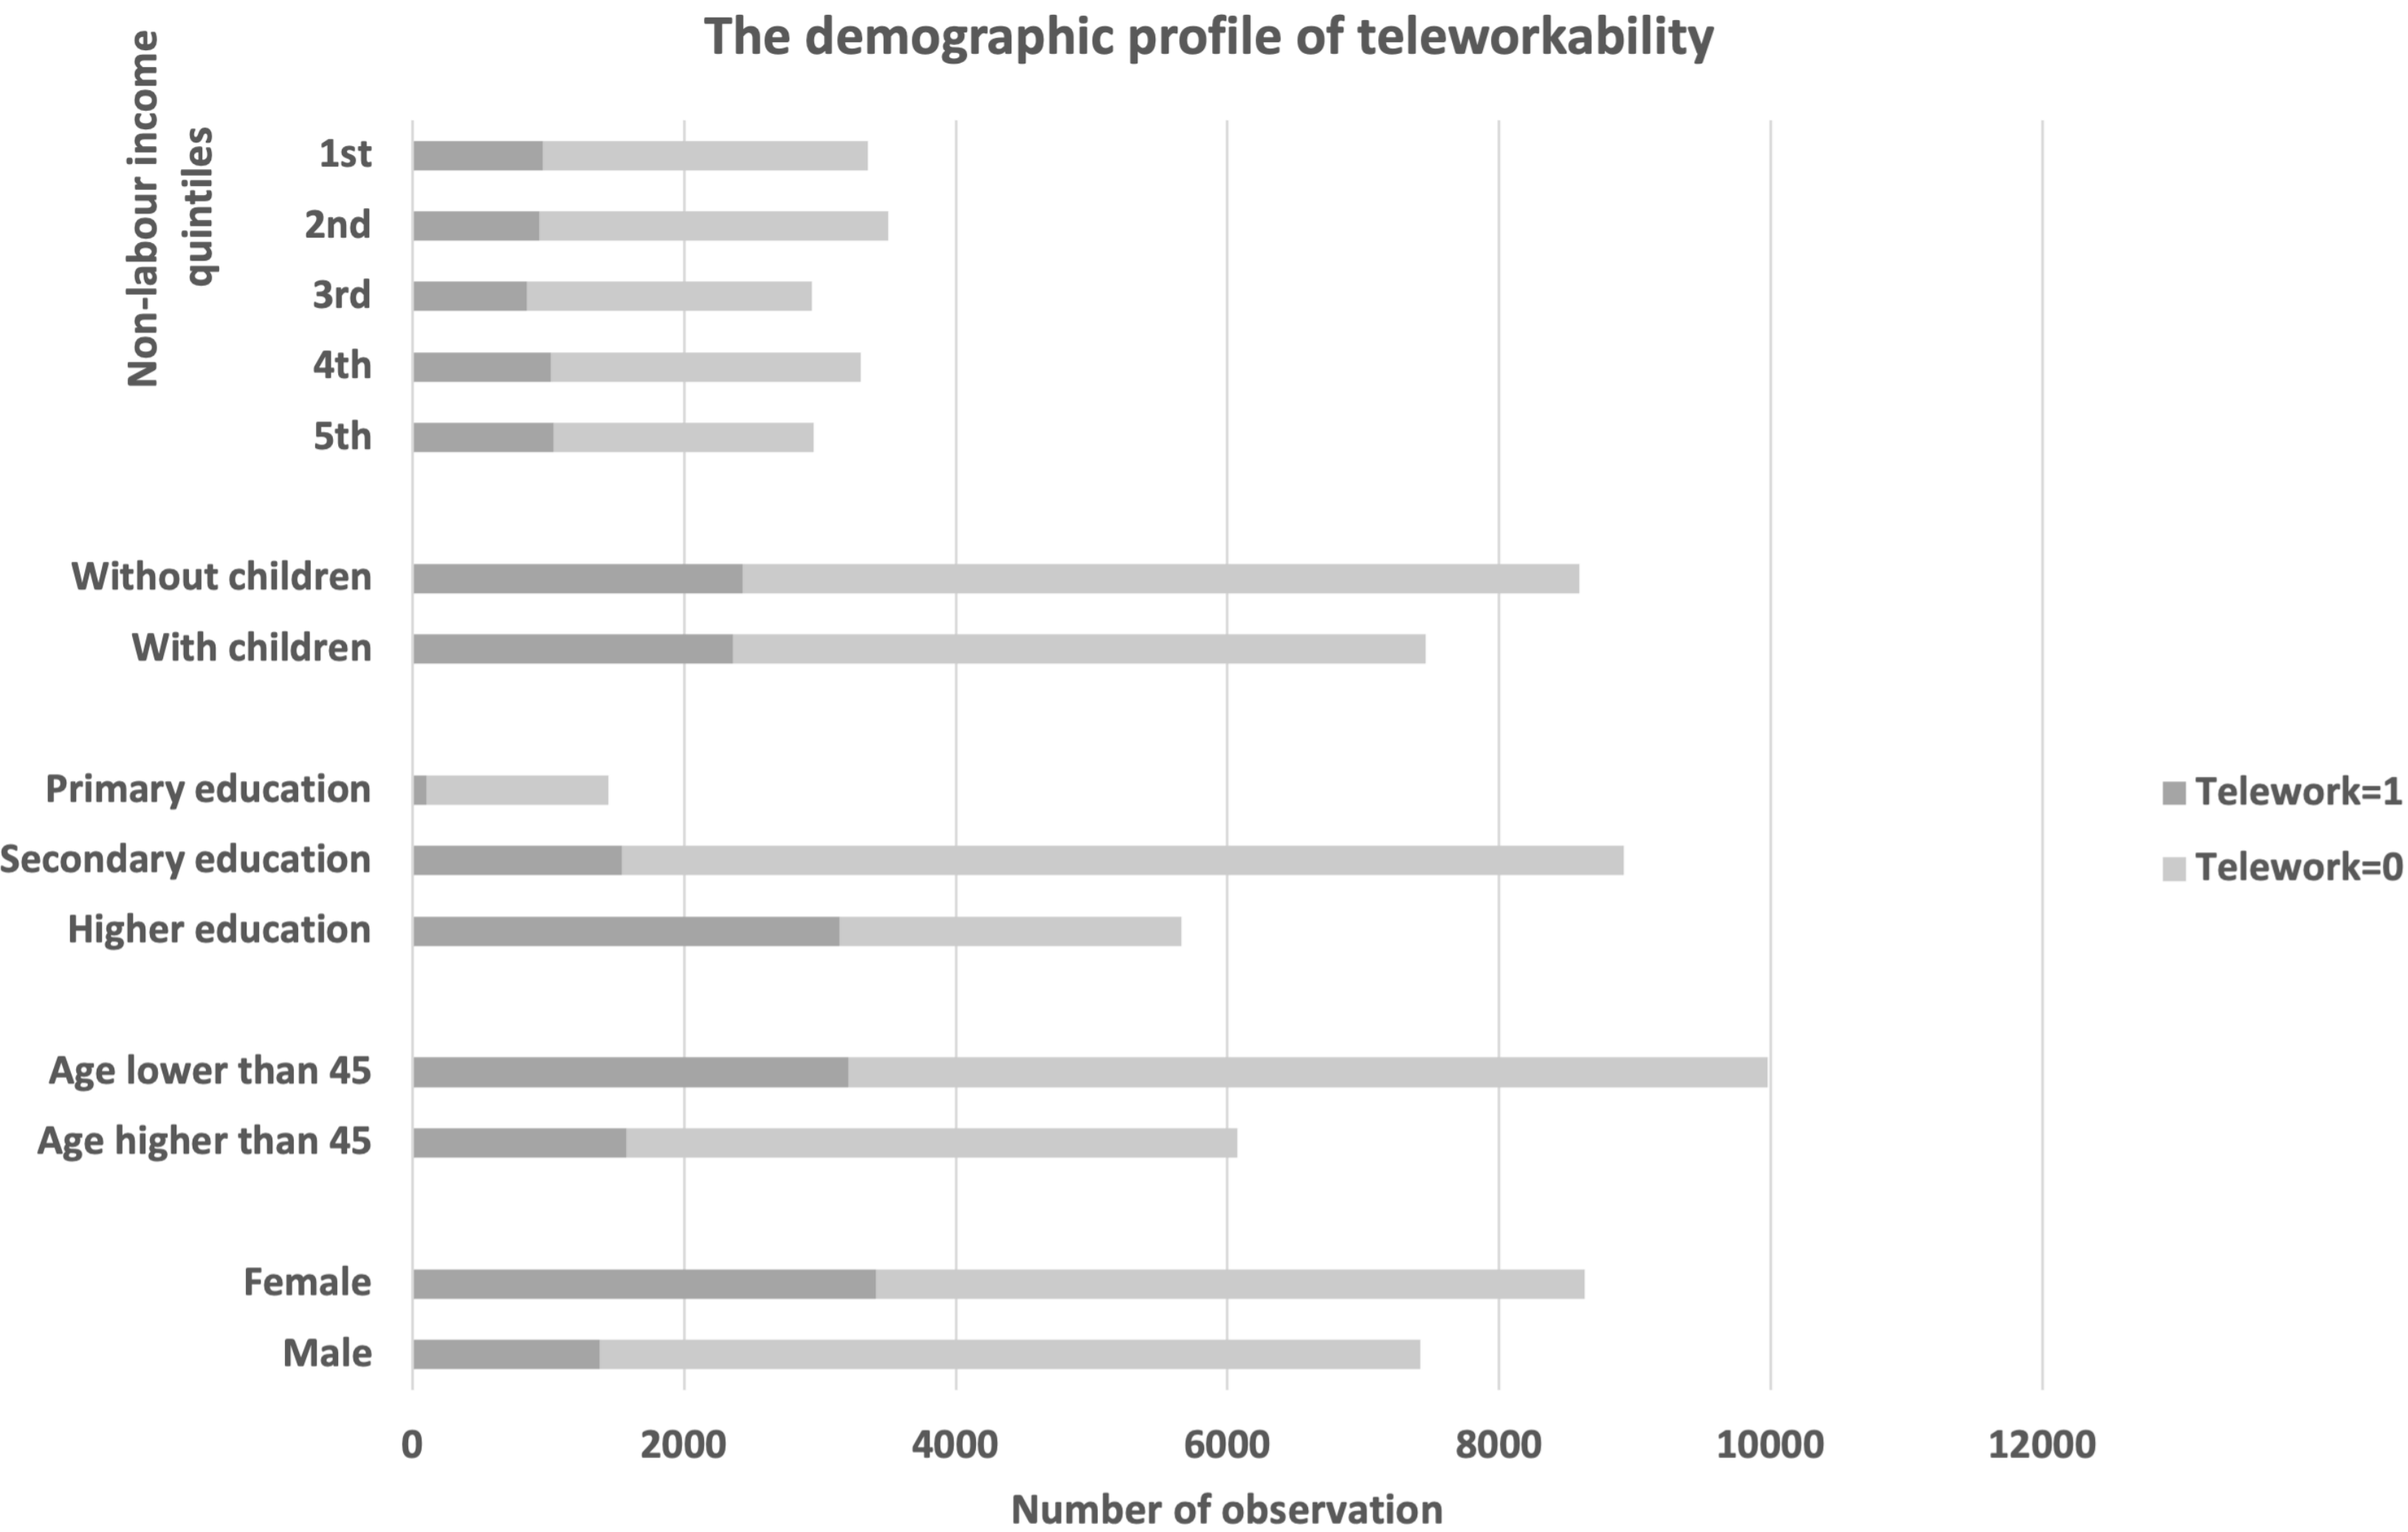 The demographic profile of teleworkability
Non-labour income
quintiles
1st
2nd
3rd
4th
5th
Without children
With children
Primary education
Secondary education
Higher education
Age lower than 45
Age higher than 45
Female
Male
Telework=1
Telework=0
0 2000 4000 6000 8000 10000 12000
Number of observation